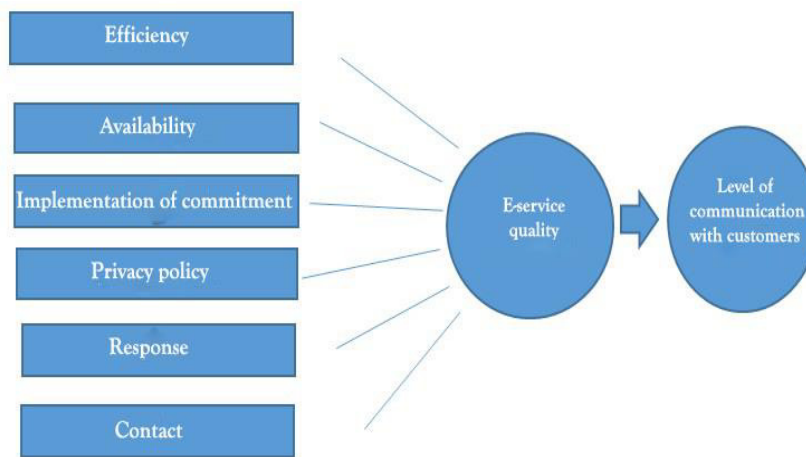 Efficiency
Availability
Implementation of commitment
Privacy policy
Response
Contact
E-service
quality
Level of
communication
with customers